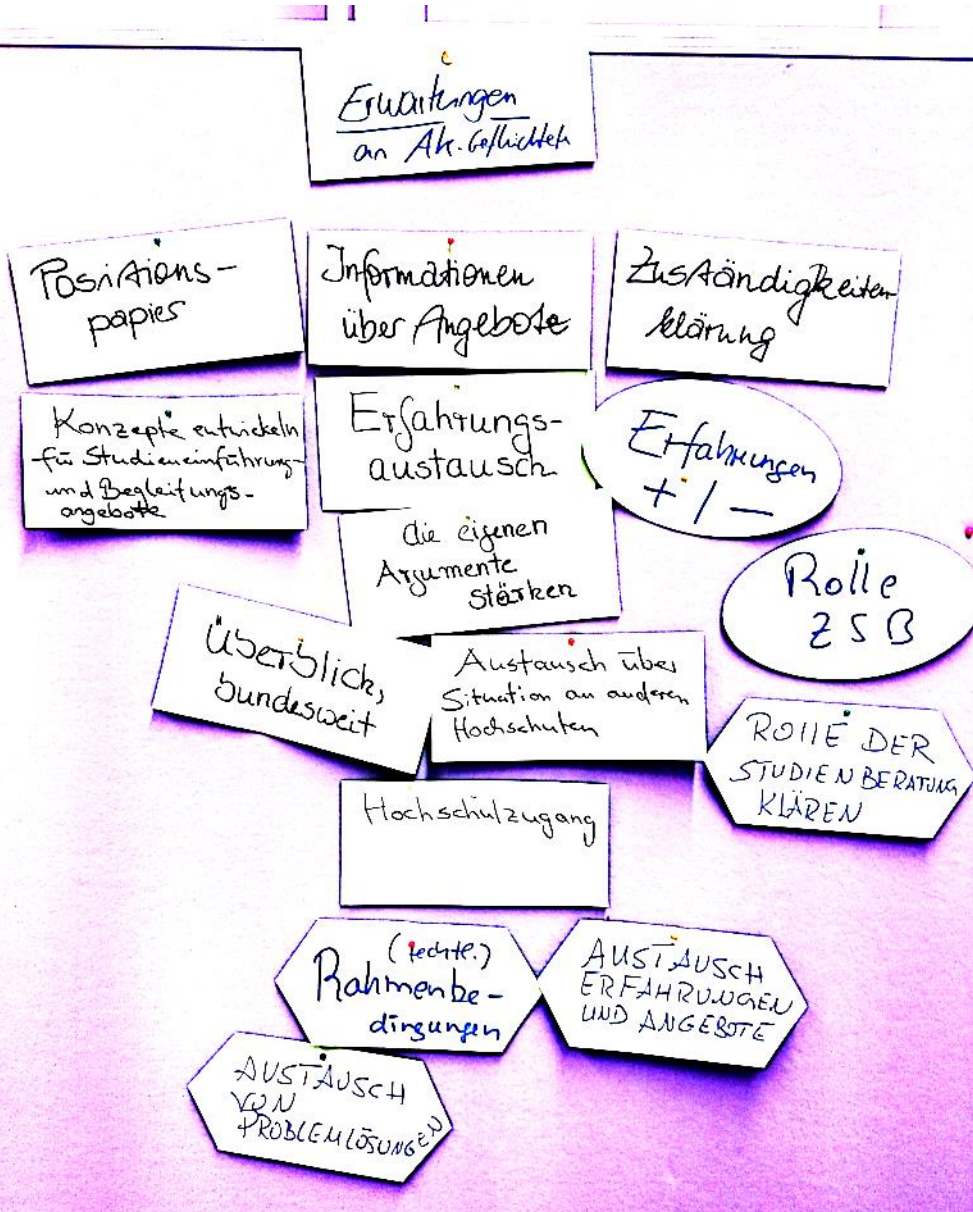 Erwartungen
an Ak. Geflüchtete
Positions-
papier
Informationen
über Angebote
Zuständigkeiten
klärung
Konzepte entwickeln
für Studieneinführung-
und Begleitungs-
angebote
Erfahrungs-
austausch
Erfahrungen
+ / -
die eigenen
Argumente
stärken
Rolle
ZSB
Überblick,
bundesweit
Austausch über
Situation an anderen
Hochschulen
ROllE DER
STUDIENBERATUNG
KLÄREN
Hochschulzugang
(rechtl.)
Rahmenbe-
dingungen
AUSTAUSCH
ERFAHRUNGEN
UND ANGEBOTE
AUSTAUSCH
VON
PROBLEMLÖSUNGEN